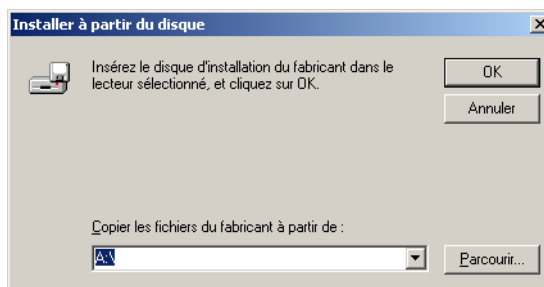 Installer à partir du disque
Insérez le disque d'installation du fabricant dans le
lecteur sélectionné, et cliquez sur OK.
OK
Annuler
Copier les fichiers du fabricant à partir de :
A:\
Parcourir...